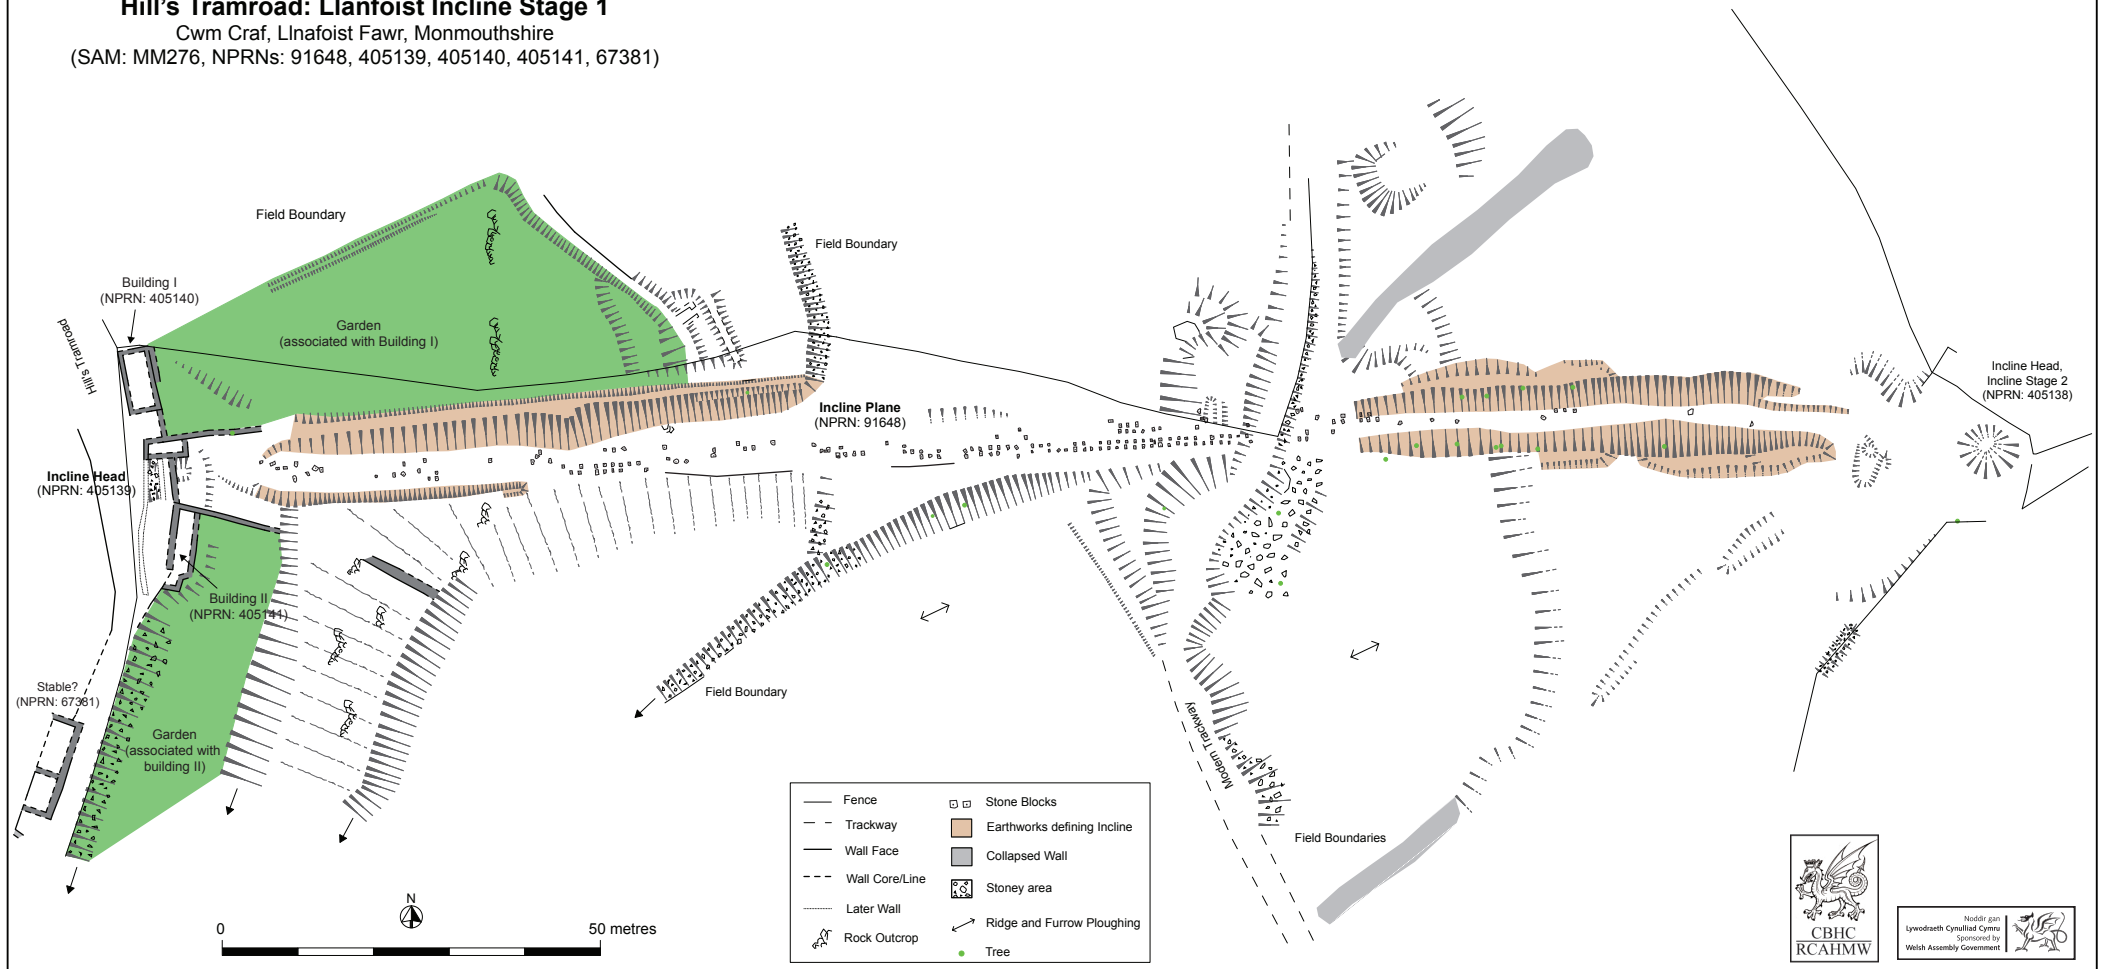 Hill's Tramroad: Llanfoist Incline Stage 1
Cwm Craf, Llnafoist Fawr, Monmouthshire
(SAM: MM276, NPRNs: 91648, 405139, 405140, 405141, 67381)
Field Boundary
Field Boundary
Building I
(NPRN: 405140)
Hill's Tramroad
Garden
(associated with Building I)
Incline Plane
(NPRN: 91648)
Incline Head,
Incline Stage 2
(NPRN: 405138)
Incline Head
(NPRN: 405139)
Building II
(NPRN: 405141)
Stable?
(NPRN: 67381)
Garden
(associated with
building II)
Field Boundary
Modern Trackway
Field Boundaries
N
0
50 metres
Fence
Trackway
Wall Face
Wall Core/Line
Later Wall
Rock Outcrop
Stone Blocks
Earthworks defining Incline
Collapsed Wall
Stoney area
Ridge and Furrow Ploughing
Tree
CBHC
RCAHMW
Noddir gan
Lywodraeth Cynulliad Cymru
Sponsored by
Welsh Assembly Government